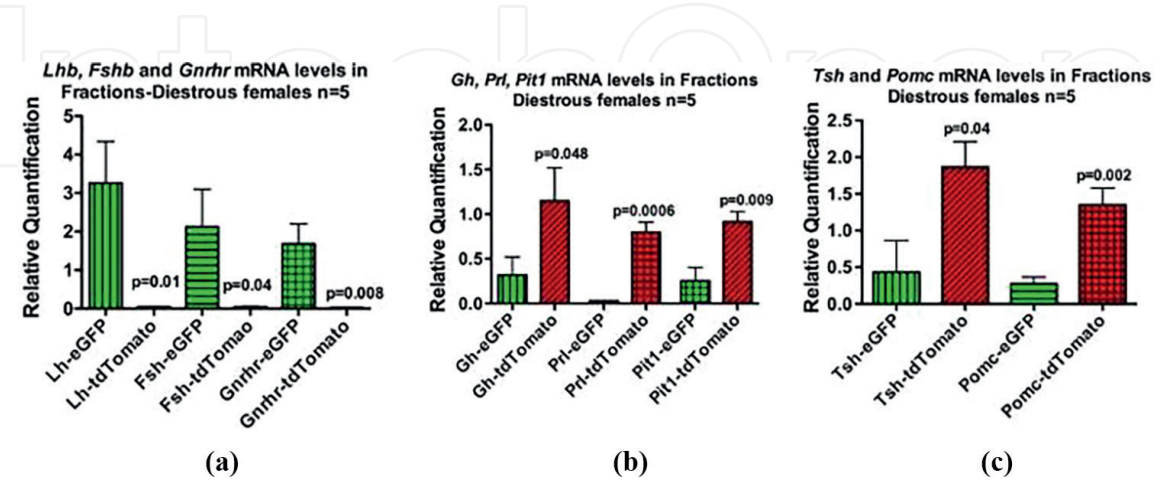 IntechOpen
Lhb, Fshb and Gnrhr mRNA levels in
Fractions-Diestrous females n=5
Relative Quantification
5
4
3
2
1
0
p=0.01
p=0.04
p=0.008
Lh-eGFP
Lh-tdTomato
Fsh-eGFP
Fsh-tdTomato
Gnrhr-eGFP
Gnrhr-tdTomato
(a)
Gh, Prl, Pit1 mRNA levels in Fractions
Diestrous females n=5
Relative Quantification
2.0
1.5
1.0
0.5
0.0
p=0.048
p=0.0006
p=0.009
Gh-eGFP
Gh-tdTomato
Prl-eGFP
Prl-tdTomato
Pit1-eGFP
Pit1-tdTomato
(b)
Tsh and Pomc mRNA levels in Fractions
Diestrous females n=5
Relative Quantification
2.5
2.0
1.5
1.0
0.5
0.0
p=0.04
p=0.002
Tsh-eGFP
Tsh-tdTomato
Pomc-eGFP
Pomc-tdTomato
(c)